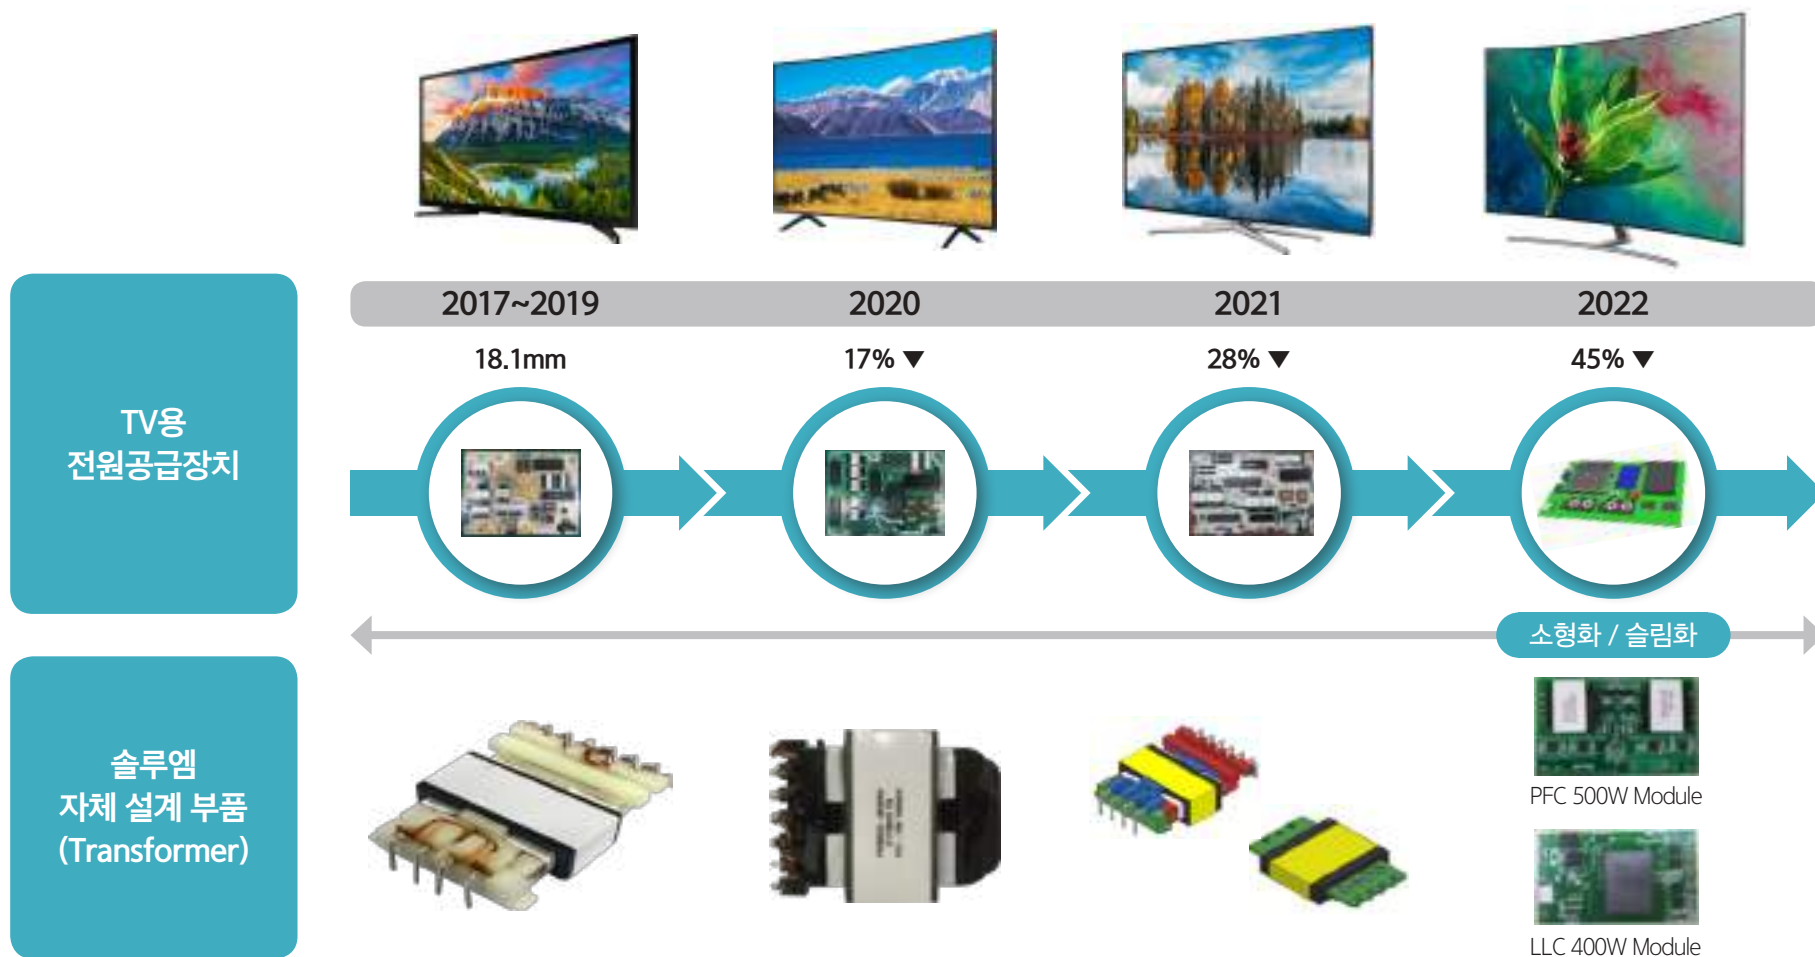 2017~2019
2020
2021
2022
TV용
전원공급장치
18.1mm
17% ▼
28% ▼
45% ▼
소형화 / 슬림화
솔루엠
자체 설계 부품
(Transformer)
PFC 500W Module
LLC 400W Module